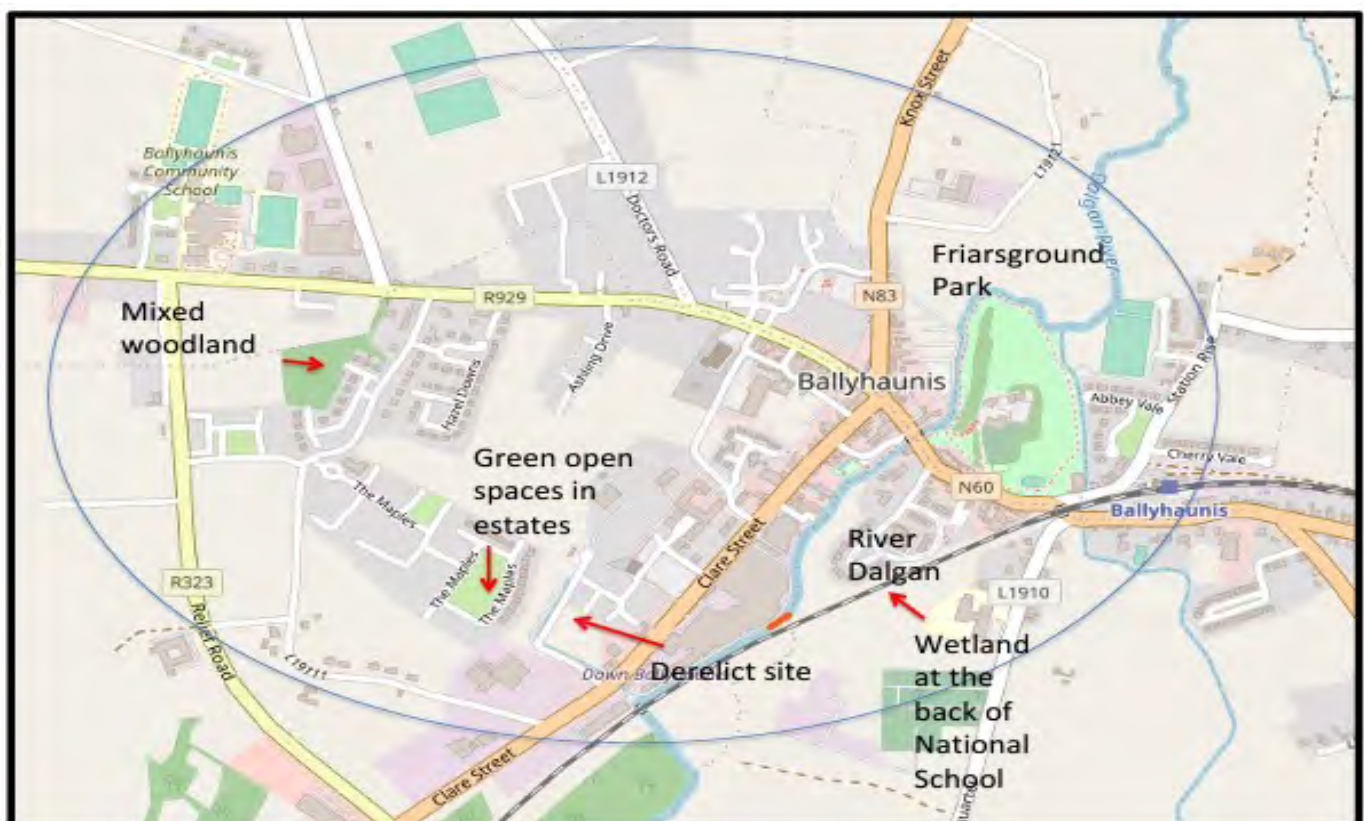 Knox Street
Ballyhaunis
Community
School
L1912
L19121
Doctors Road
Dalgan River
Friarsground
Park
R929
N83
Mixed
woodland
Ashling Drive
Hazel Downs
Ballyhaunis
Station Rise
Abbey Vale
Green open
spaces in
estates
Cherry Vale
The Maples
N60
Ballyhaunis
Clare Street
River
Dalgan
The Maples
The Maples
R323
L1910
Relief Road
Wetland
at the
back of
National
School
Derelict site
Dawn
L19111
Clare Street